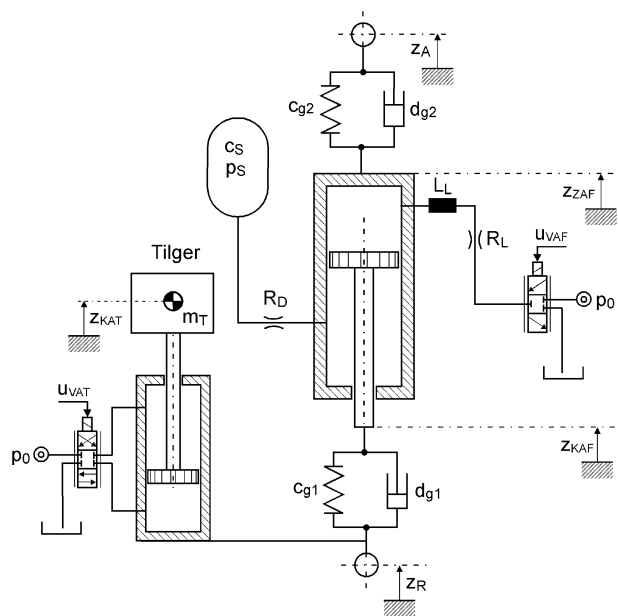 z_A
c_g2
d_g2
c_S
p_S
L_L
z_ZAF
R_L
u_VAF
Tilger
R_D
p_0
z_KAT
m_T
u_VAT
z_KAF
p_0
c_g1
d_g1
z_R